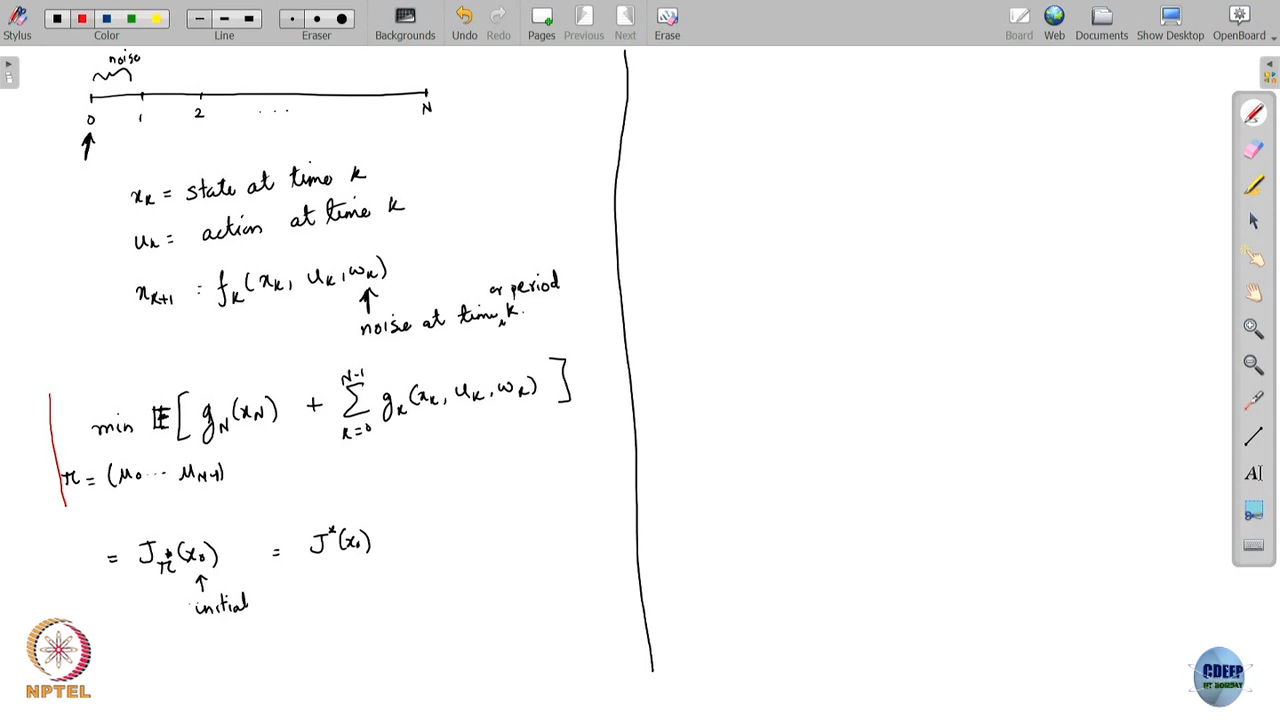 Stylus Color Line Eraser Backgrounds Undo Redo Pages Previous Next Erase Board Web Documents Show Desktop OpenBoard
noise
0 1 2 ... N
x_k = state at time k
u_k = action at time k
x_{k+1} = f_k(x_k, u_k, w_k)
or period
noise at time, k.
min E[ g_N(x_N) + ∑_{k=0}^{N-1} g_k(x_k, u_k, w_k) ]
π = (μ_0 ... μ_{N-1})
= J_{π*}(x_0) = J*(x_0)
initial
NPTEL
CDEEP
IIT BOMBAY